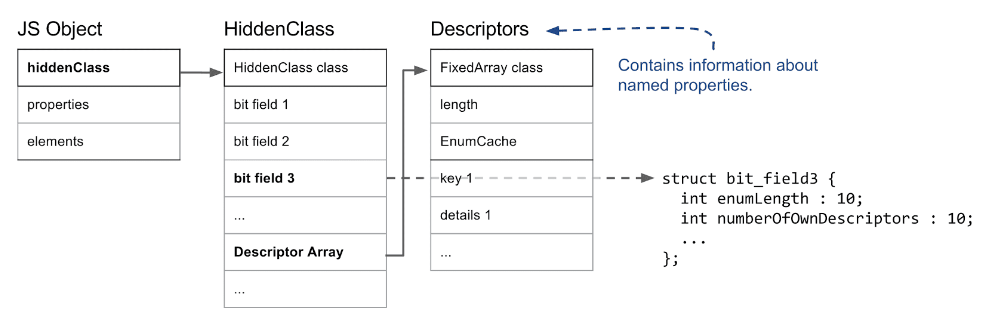 JS Object
hiddenClass
properties
elements
HiddenClass
HiddenClass class
bit field 1
bit field 2
bit field 3
...
Descriptor Array
...
Descriptors
FixedArray class
length
EnumCache
key 1
details 1
...
Contains information about
named properties.
struct bit_field3 {
int enumLength : 10;
int numberOfOwnDescriptors : 10;
...
};